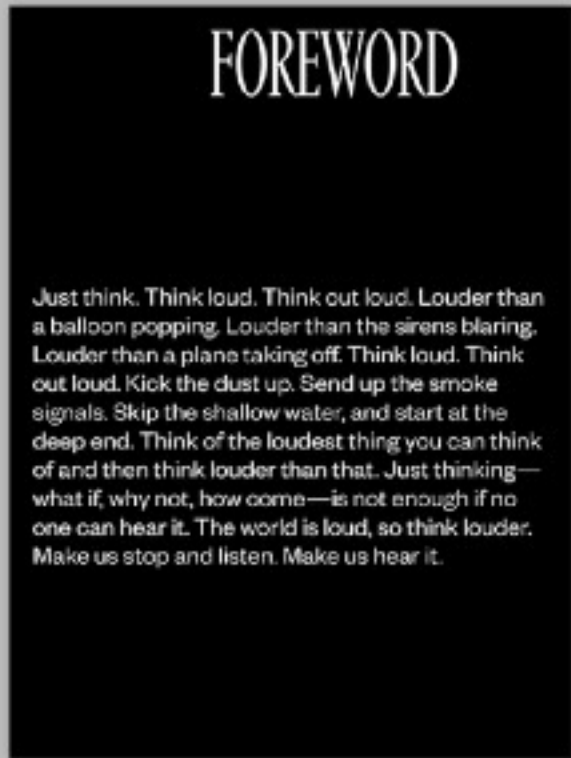 FOREWORD
Just think. Think loud. Think out loud. Louder than
a balloon popping. Louder than the sirens blaring.
Louder than a plane taking off. Think loud. Think
out loud. Kick the dust up. Send up the smoke
signals. Skip the shallow water, and start at the
deep end. Think of the loudest thing you can think
of and then think louder than that. Just thinking—
what if, why not, how come—is not enough if no
one can hear it. The world is loud, so think louder.
Make us stop and listen. Make us hear it.